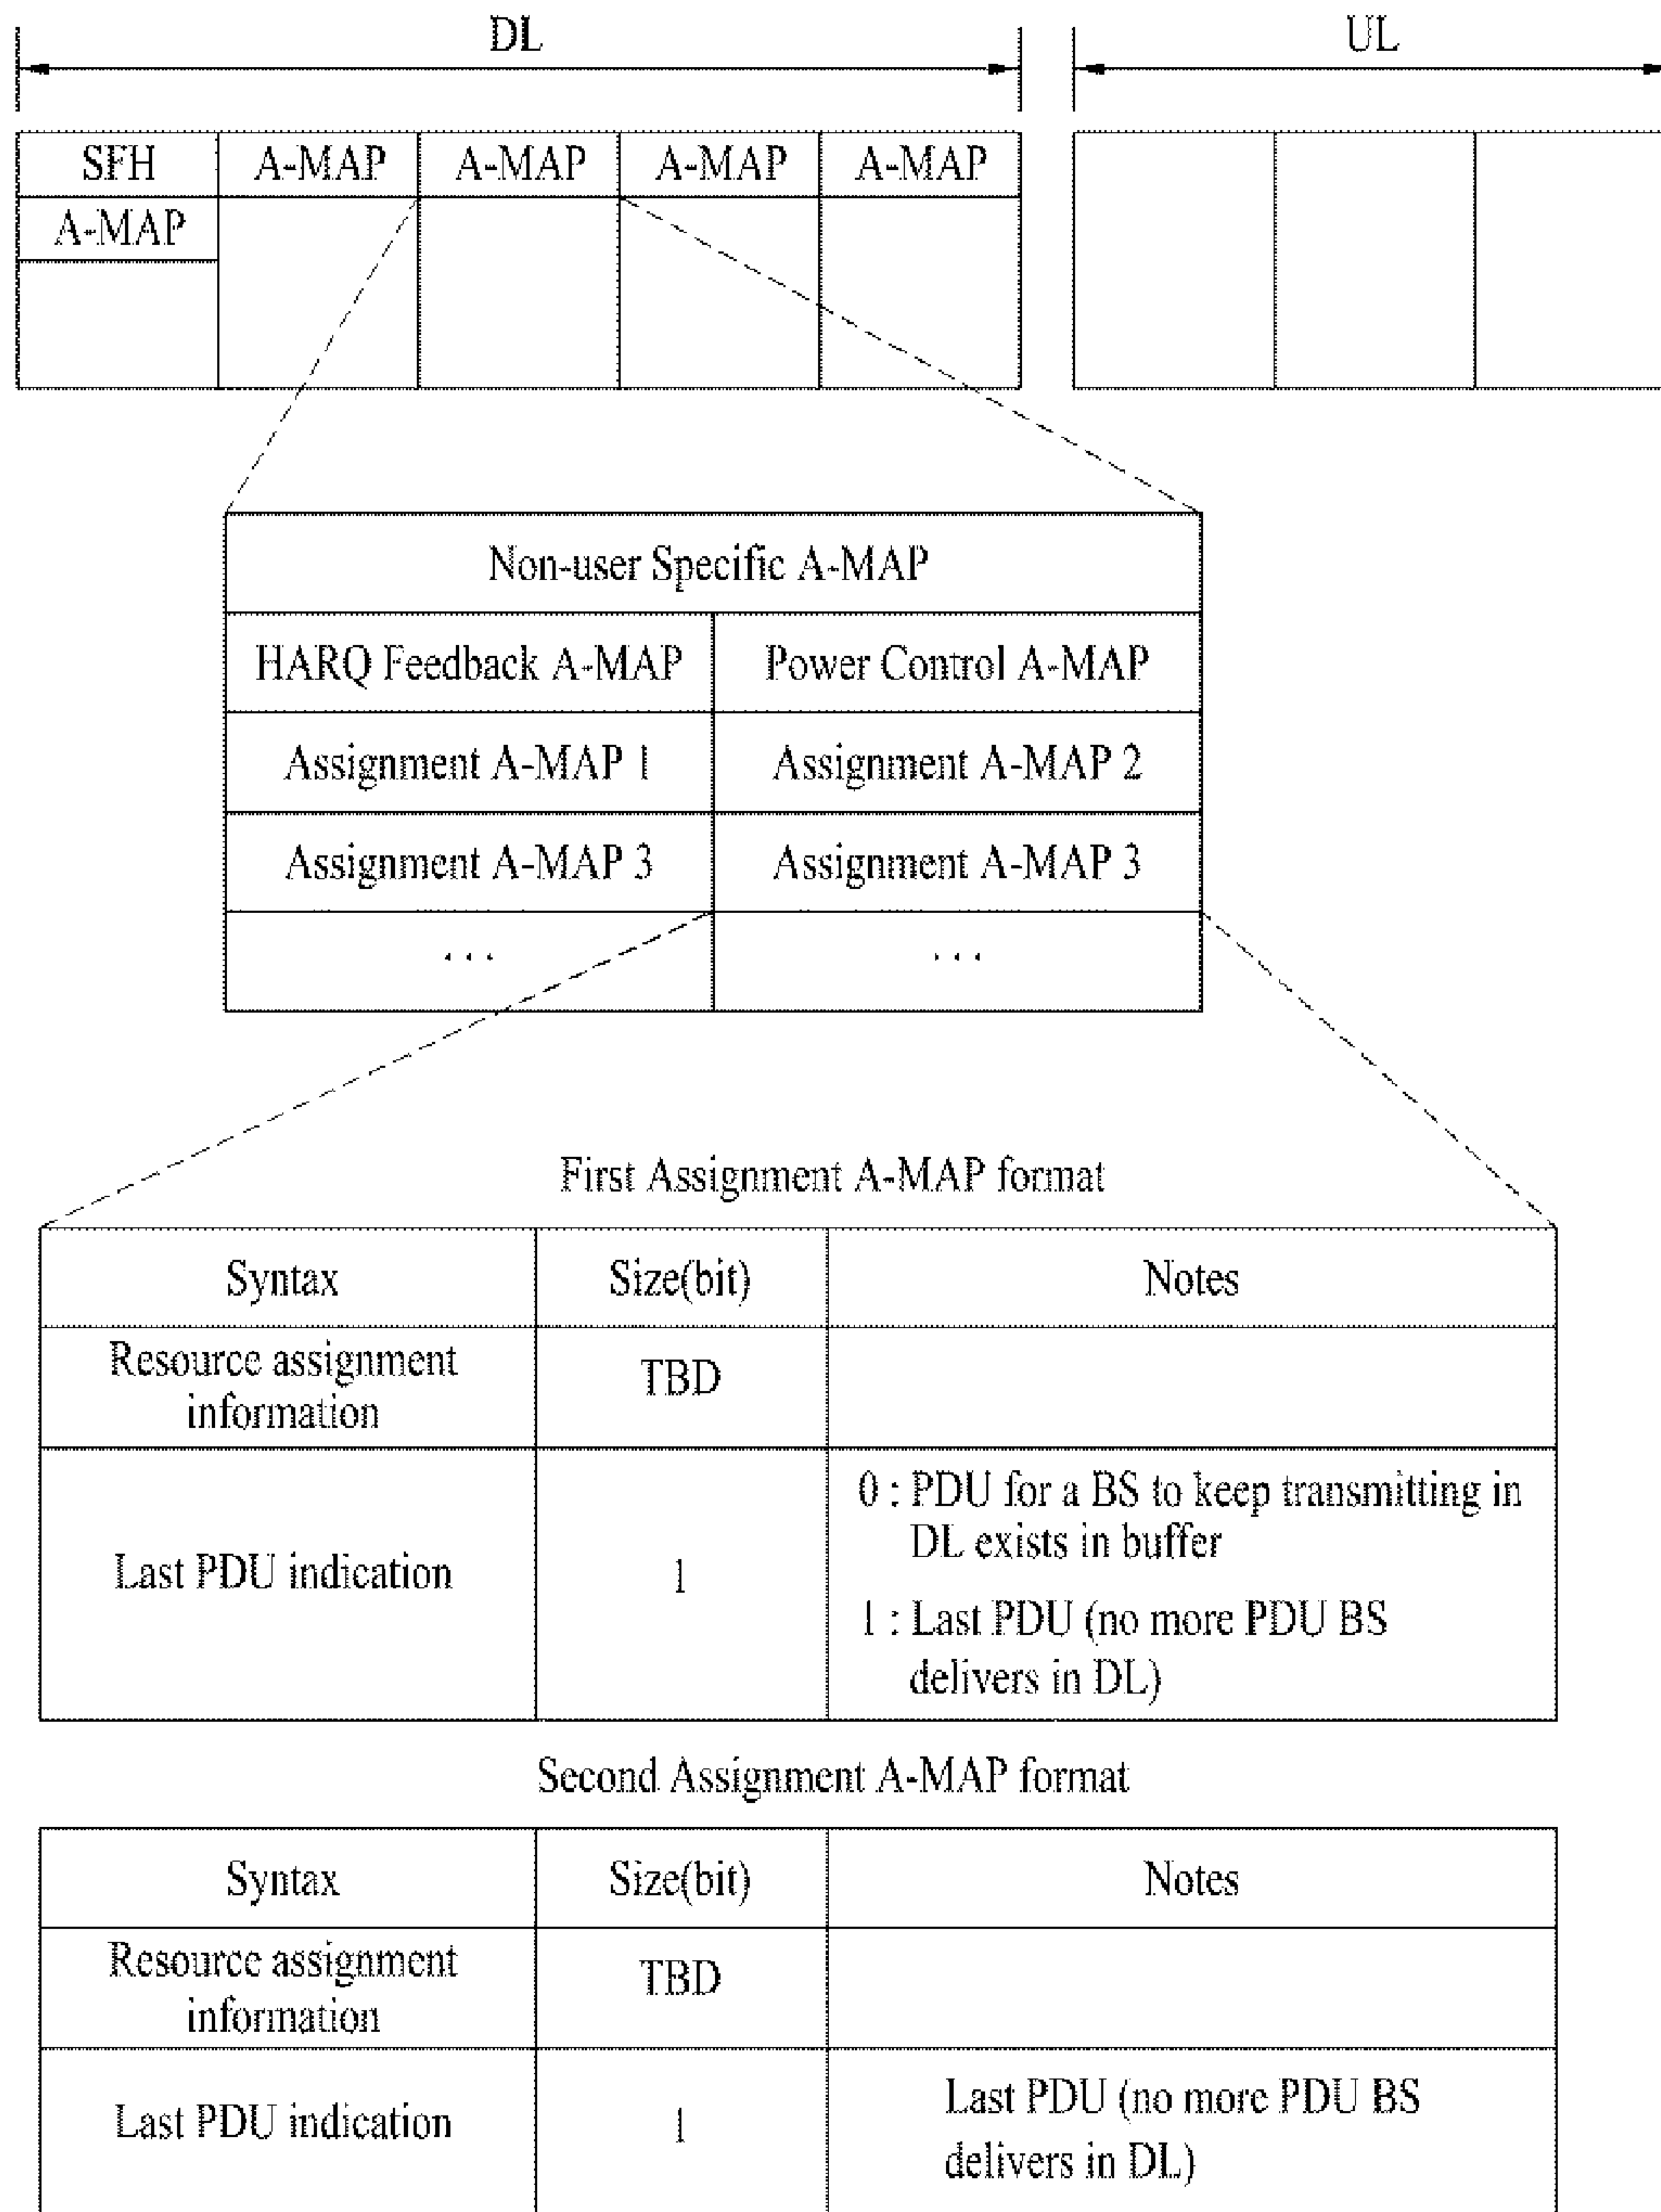 DL UL
SFH A-MAP A-MAP A-MAP A-MAP
A-MAP
Non-user Specific A-MAP
HARQ Feedback A-MAP Power Control A-MAP
Assignment A-MAP 1 Assignment A-MAP 2
Assignment A-MAP 3 Assignment A-MAP 3
... ...
First Assignment A-MAP format
Syntax Size(bit) Notes
Resource assignment
information
TBD
Last PDU indication
1
0 : PDU for a BS to keep transmitting in
DL exists in buffer
1 : Last PDU (no more PDU BS
delivers in DL)
Second Assignment A-MAP format
Syntax Size(bit) Notes
Resource assignment
information
TBD
Last PDU indication
1
Last PDU (no more PDU BS
delivers in DL)